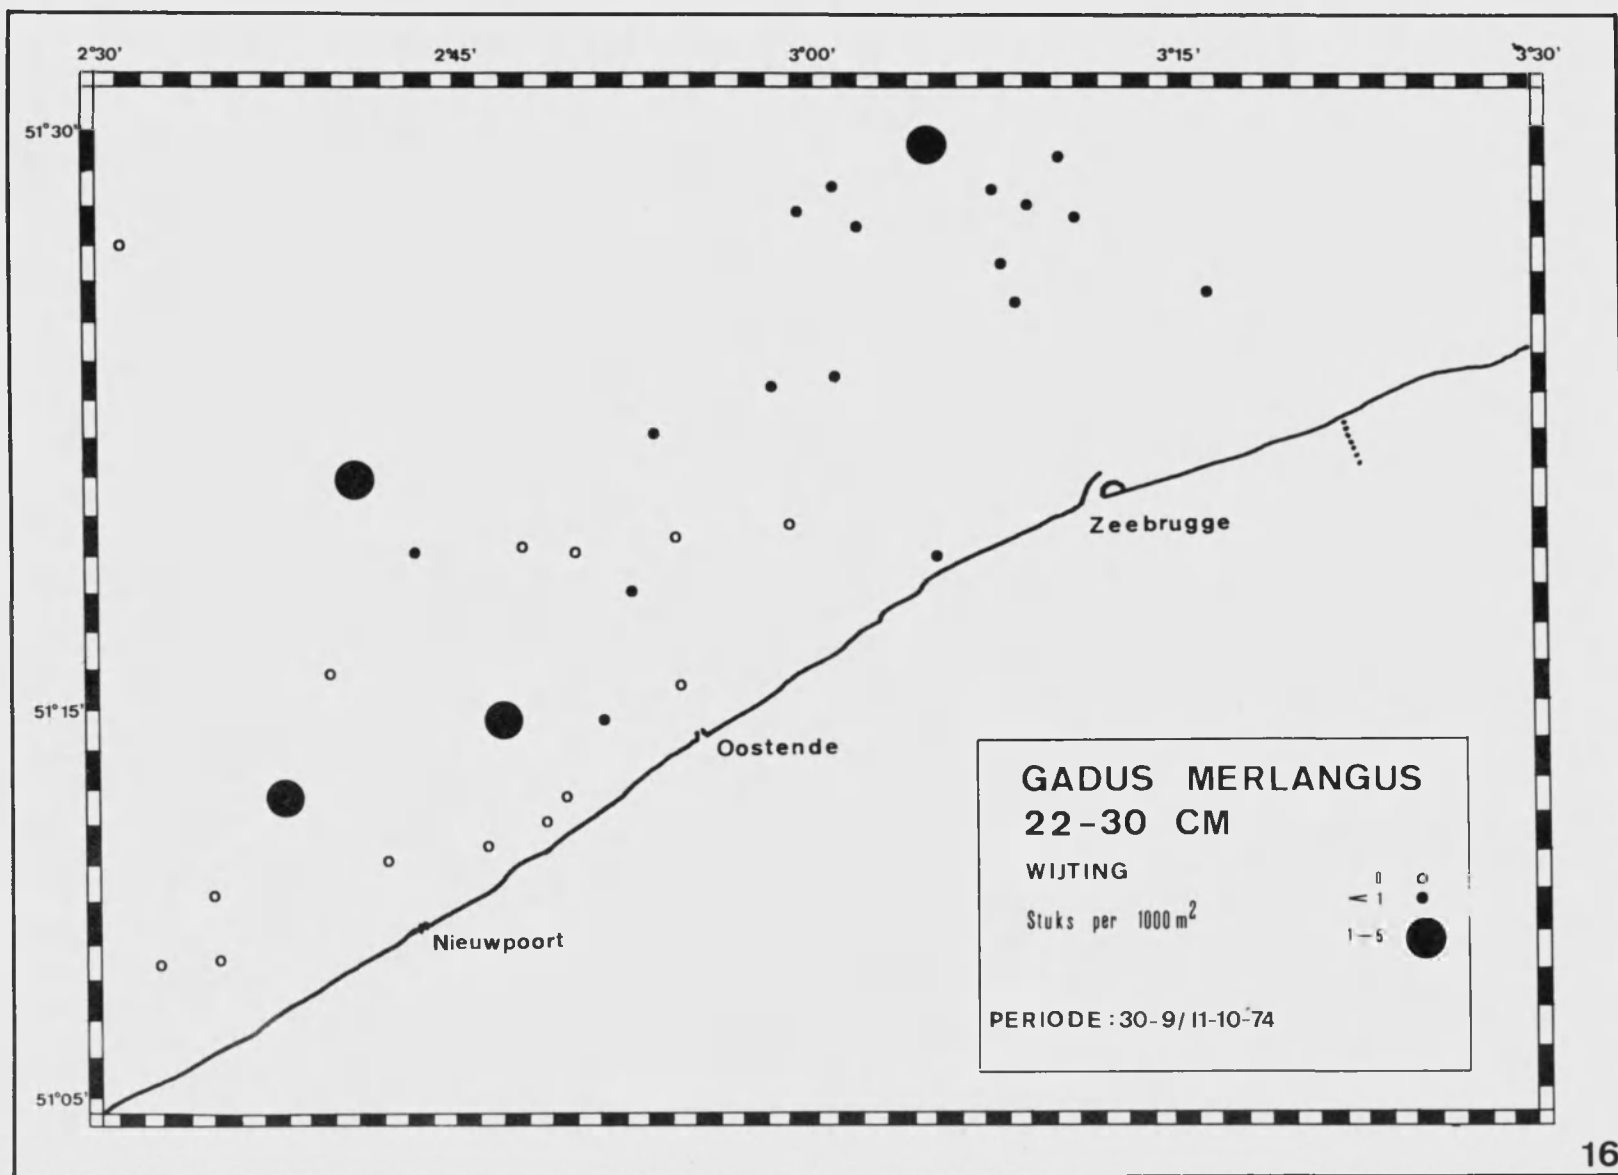 2°30' 2°45' 3°00' 3°15' 3°30'
51°30'
Zeebrugge
51°15'
Oostende
GADUS MERLANGUS
22-30 CM
WIJTING
0
< 1
Stuks per 1000 m²
1-5
Nieuwpoort
PERIODE : 30-9/11-10-74
51°05'
16